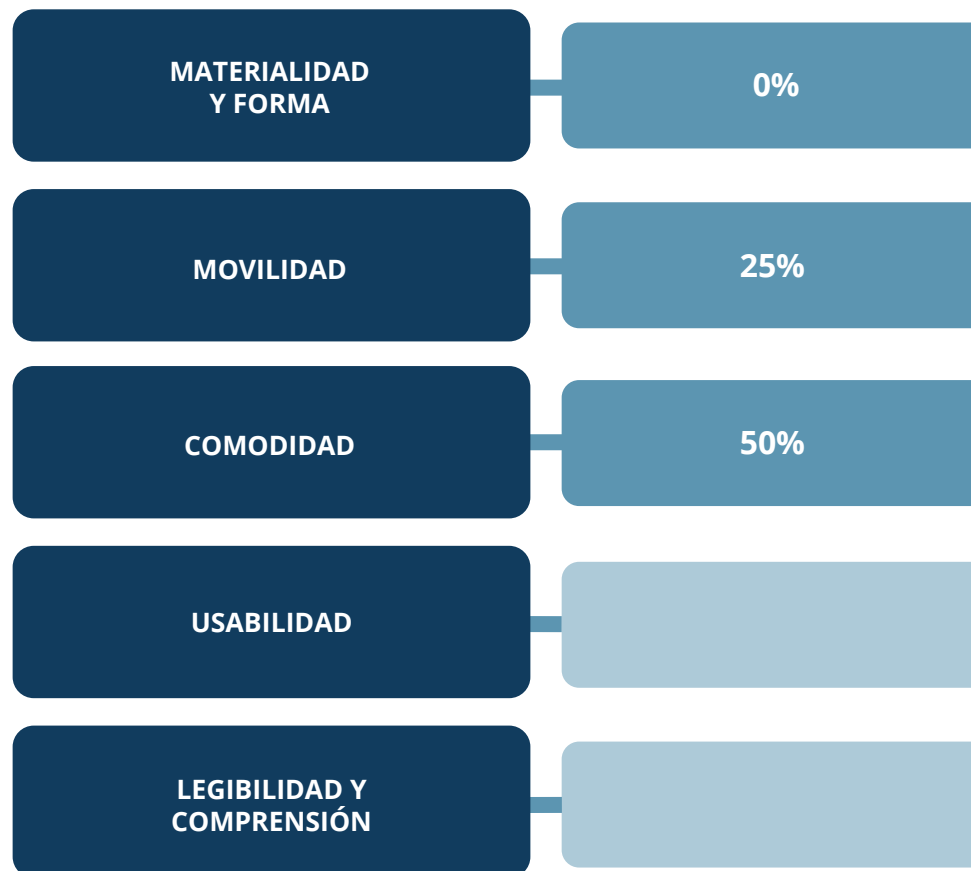 MATERIALIDAD
Y FORMA
0%
MOVILIDAD
25%
COMODIDAD
50%
USABILIDAD
LEGIBILIDAD Y
COMPRENSIÓN